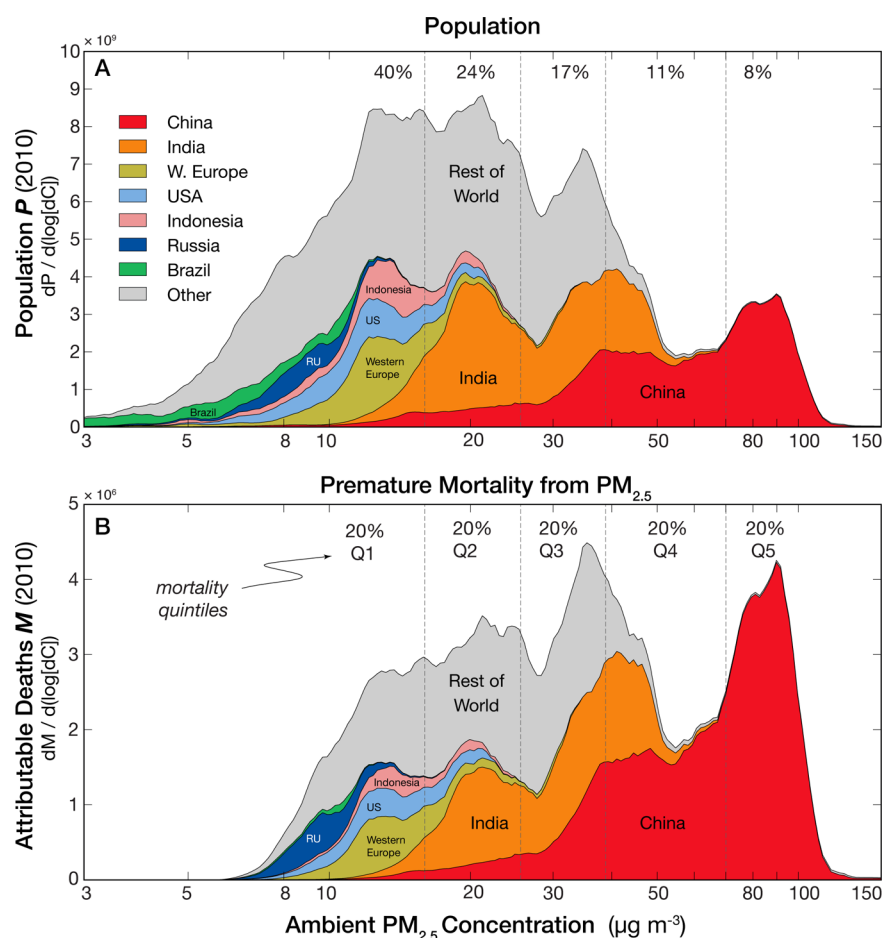 Population
× 10⁹
A
40% 24% 17% 11% 8%
10
9
8
7
6
5
4
3
2
1
0
Population P (2010)
dP / d(log[dC])
China
India
W. Europe
USA
Indonesia
Russia
Brazil
Other
Rest of
World
Indonesia
US
RU
Western
Europe
Brazil
India
China
3 5 8 10 20 30 50 80 100 150
Premature Mortality from PM2.5
× 10⁶
B
20% 20% 20% 20% 20%
Q1 Q2 Q3 Q4 Q5
mortality
quintiles
5
4
3
2
1
0
Attributable Deaths M (2010)
dM / d(log[dC])
Rest of
World
Indonesia
US
RU
Western
Europe
India
China
3 5 8 10 20 30 50 80 100 150
Ambient PM2.5 Concentration (µg m⁻³)